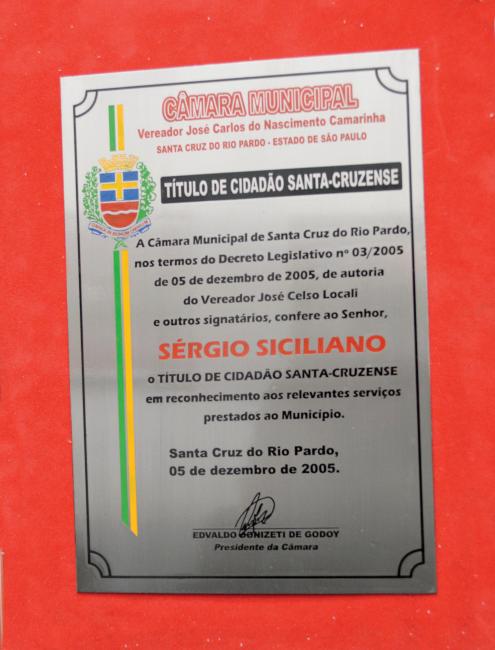 CÂMARA MUNICIPAL
Vereador José Carlos do Nascimento Camarinha
SANTA CRUZ DO RIO PARDO - ESTADO DE SÃO PAULO
TÍTULO DE CIDADÃO SANTA-CRUZENSE
A Câmara Municipal de Santa Cruz do Rio Pardo,
nos termos do Decreto Legislativo nº 03/2005
de 05 de dezembro de 2005, de autoria
do Vereador José Celso Locali
e outros signatários, confere ao Senhor,
SÉRGIO SICILIANO
o TÍTULO DE CIDADÃO SANTA-CRUZENSE
em reconhecimento aos relevantes serviços
prestados ao Município.
Santa Cruz do Rio Pardo,
05 de dezembro de 2005.
EDVALDO DONIZETI DE GODOY
Presidente da Câmara